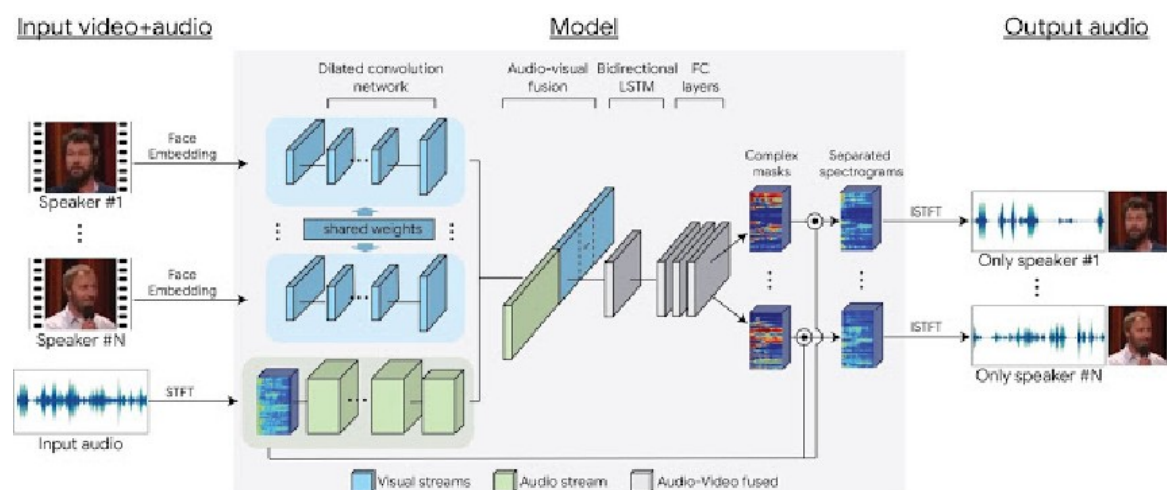 Input video+audio
Model
Output audio
Dilated convolution
network
Audio-visual
fusion
Bidirectional
LSTM
FC
layers
Face
Embedding
Speaker #1
shared weights
Face
Embedding
Speaker #N
STFT
Input audio
Complex
masks
Separated
spectrograms
ISTFT
Only speaker #1
ISTFT
Only speaker #N
Visual streams
Audio stream
Audio-Video fused